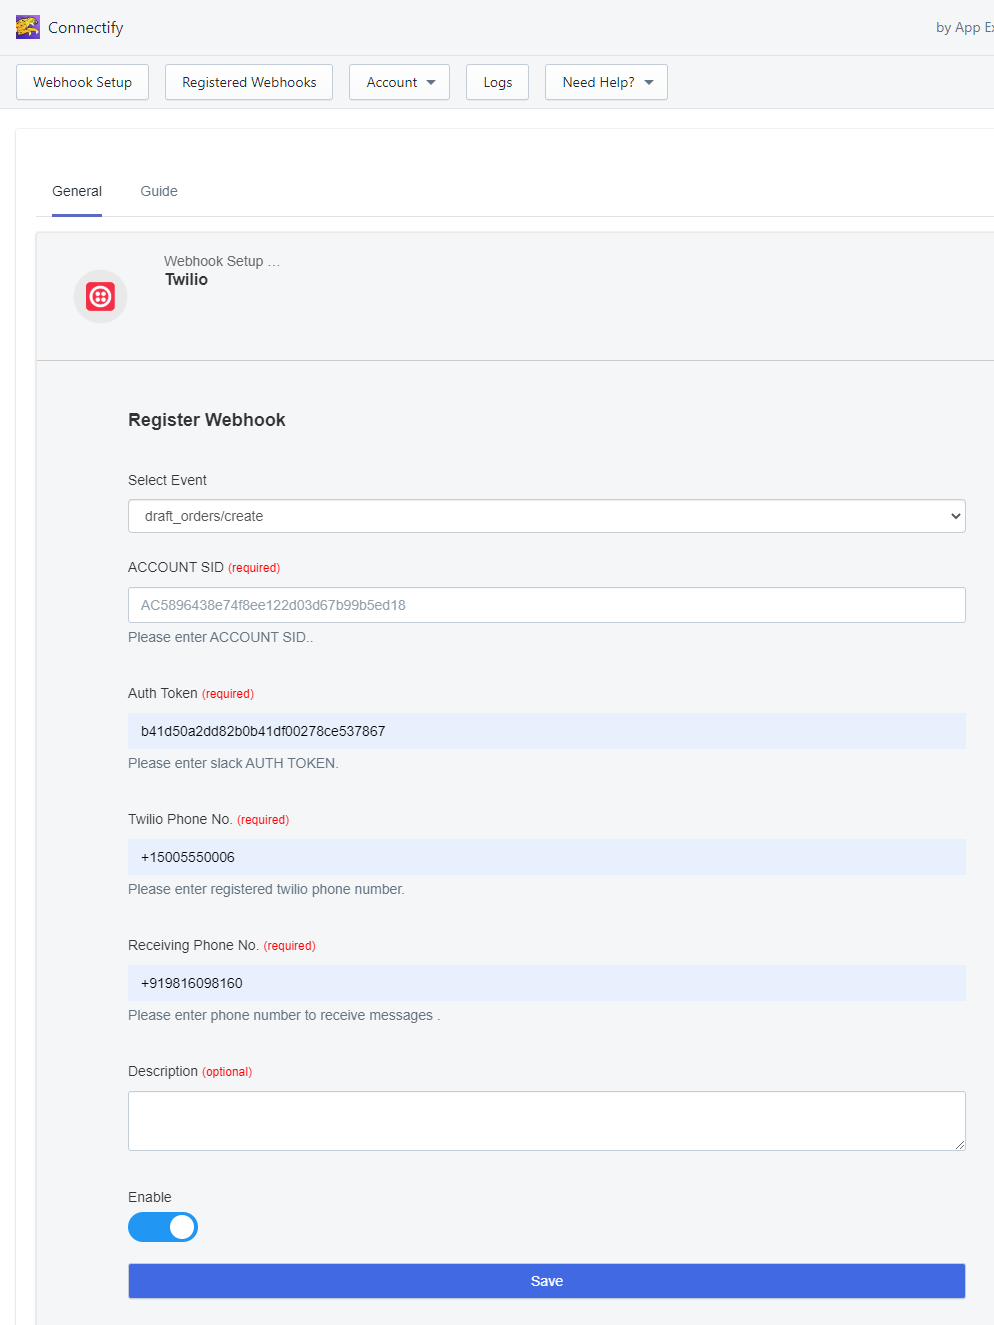 Connectify
by App Ex
Webhook Setup
Registered Webhooks
Account
Logs
Need Help?
General
Guide
Webhook Setup ...
Twilio
Register Webhook
Select Event
draft_orders/create
ACCOUNT SID (required)
AC5896438e74f8ee122d03d67b99b5ed18
Please enter ACCOUNT SID..
Auth Token (required)
b41d50a2dd82b0b41df00278ce537867
Please enter slack AUTH TOKEN.
Twilio Phone No. (required)
+15005550006
Please enter registered twilio phone number.
Receiving Phone No. (required)
+919816098160
Please enter phone number to receive messages .
Description (optional)
Enable
Save